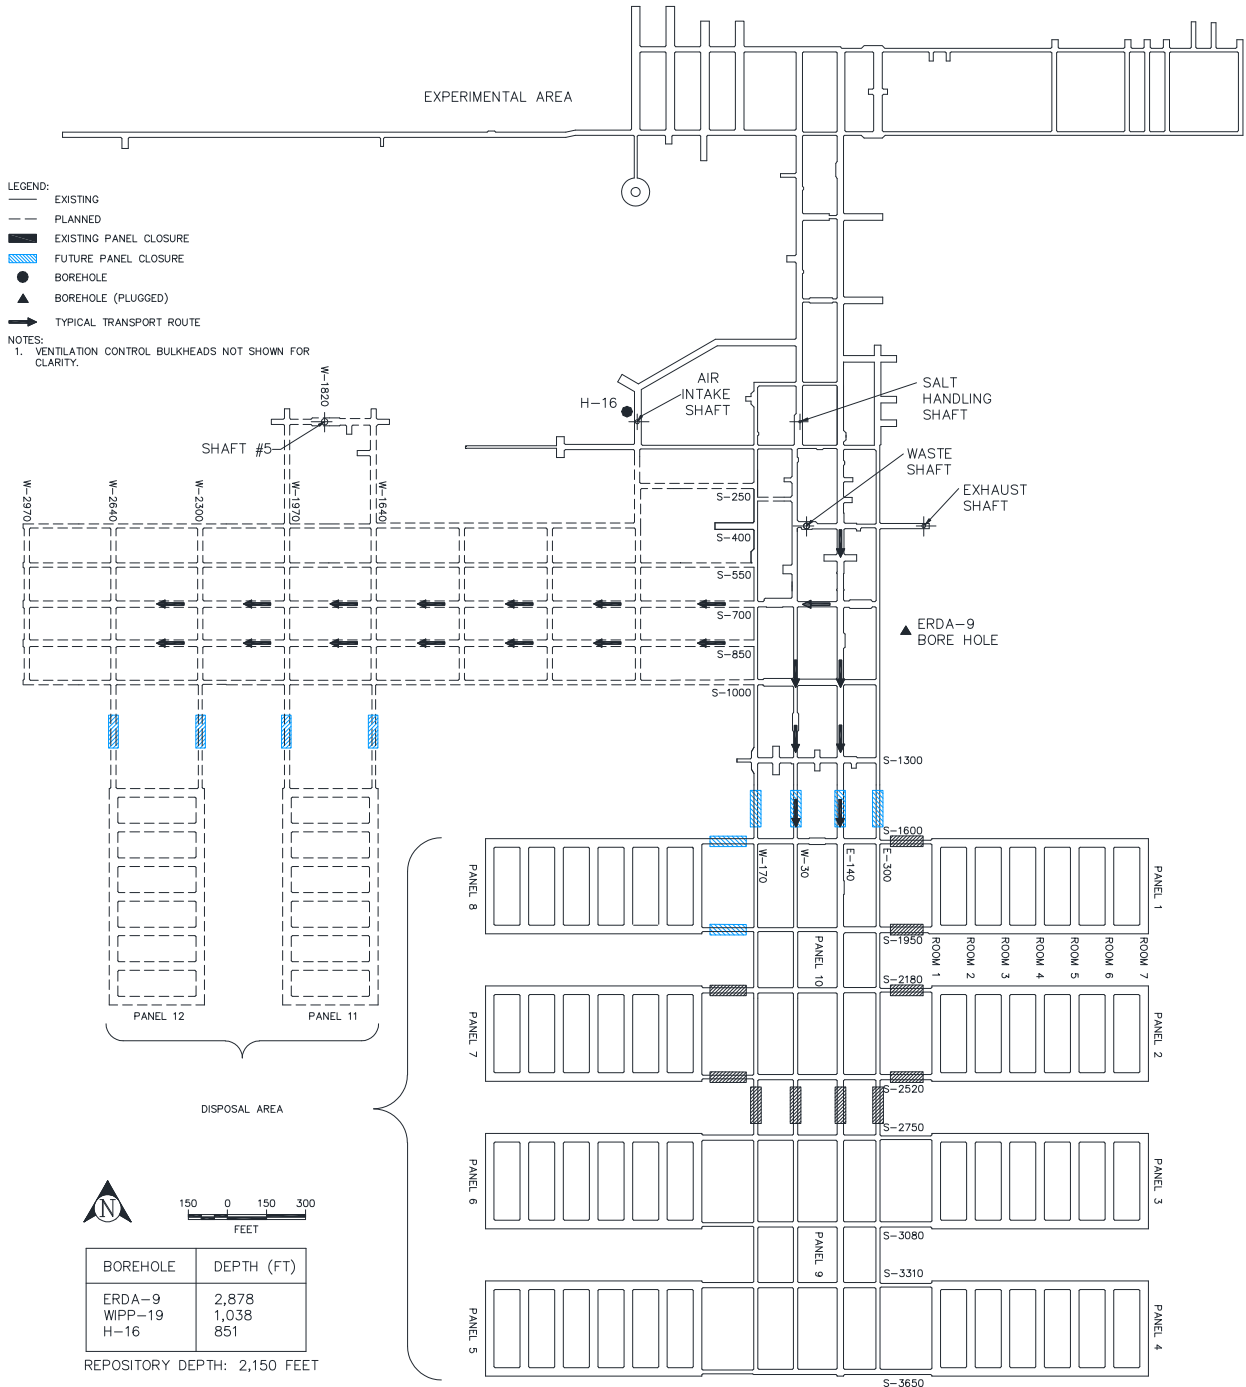 EXPERIMENTAL AREA
LEGEND:
EXISTING
PLANNED
EXISTING PANEL CLOSURE
FUTURE PANEL CLOSURE
BOREHOLE
BOREHOLE (PLUGGED)
TYPICAL TRANSPORT ROUTE
NOTES:
1. VENTILATION CONTROL BULKHEADS NOT SHOWN FOR
CLARITY.
W-1820
SHAFT #5
H-16
AIR
INTAKE
SHAFT
SALT
HANDLING
SHAFT
WASTE
SHAFT
EXHAUST
SHAFT
W-2970
W-2640
W-2300
W-1970
W-1640
S-250
S-400
S-550
S-700
S-850
S-1000
ERDA-9
BORE HOLE
S-1300
S-1600
W-170
W-30
E-140
E-300
PANEL 8
PANEL 1
S-1950
PANEL 10
S-2180
ROOM 1
ROOM 2
ROOM 3
ROOM 4
ROOM 5
ROOM 6
ROOM 7
PANEL 12
PANEL 11
PANEL 7
PANEL 2
S-2520
DISPOSAL AREA
S-2750
PANEL 6
PANEL 3
S-3080
PANEL 9
S-3310
PANEL 5
PANEL 4
S-3650
N
150 0 150 300
FEET
BOREHOLE DEPTH (FT)
ERDA-9 2,878
WIPP-19 1,038
H-16 851
REPOSITORY DEPTH: 2,150 FEET